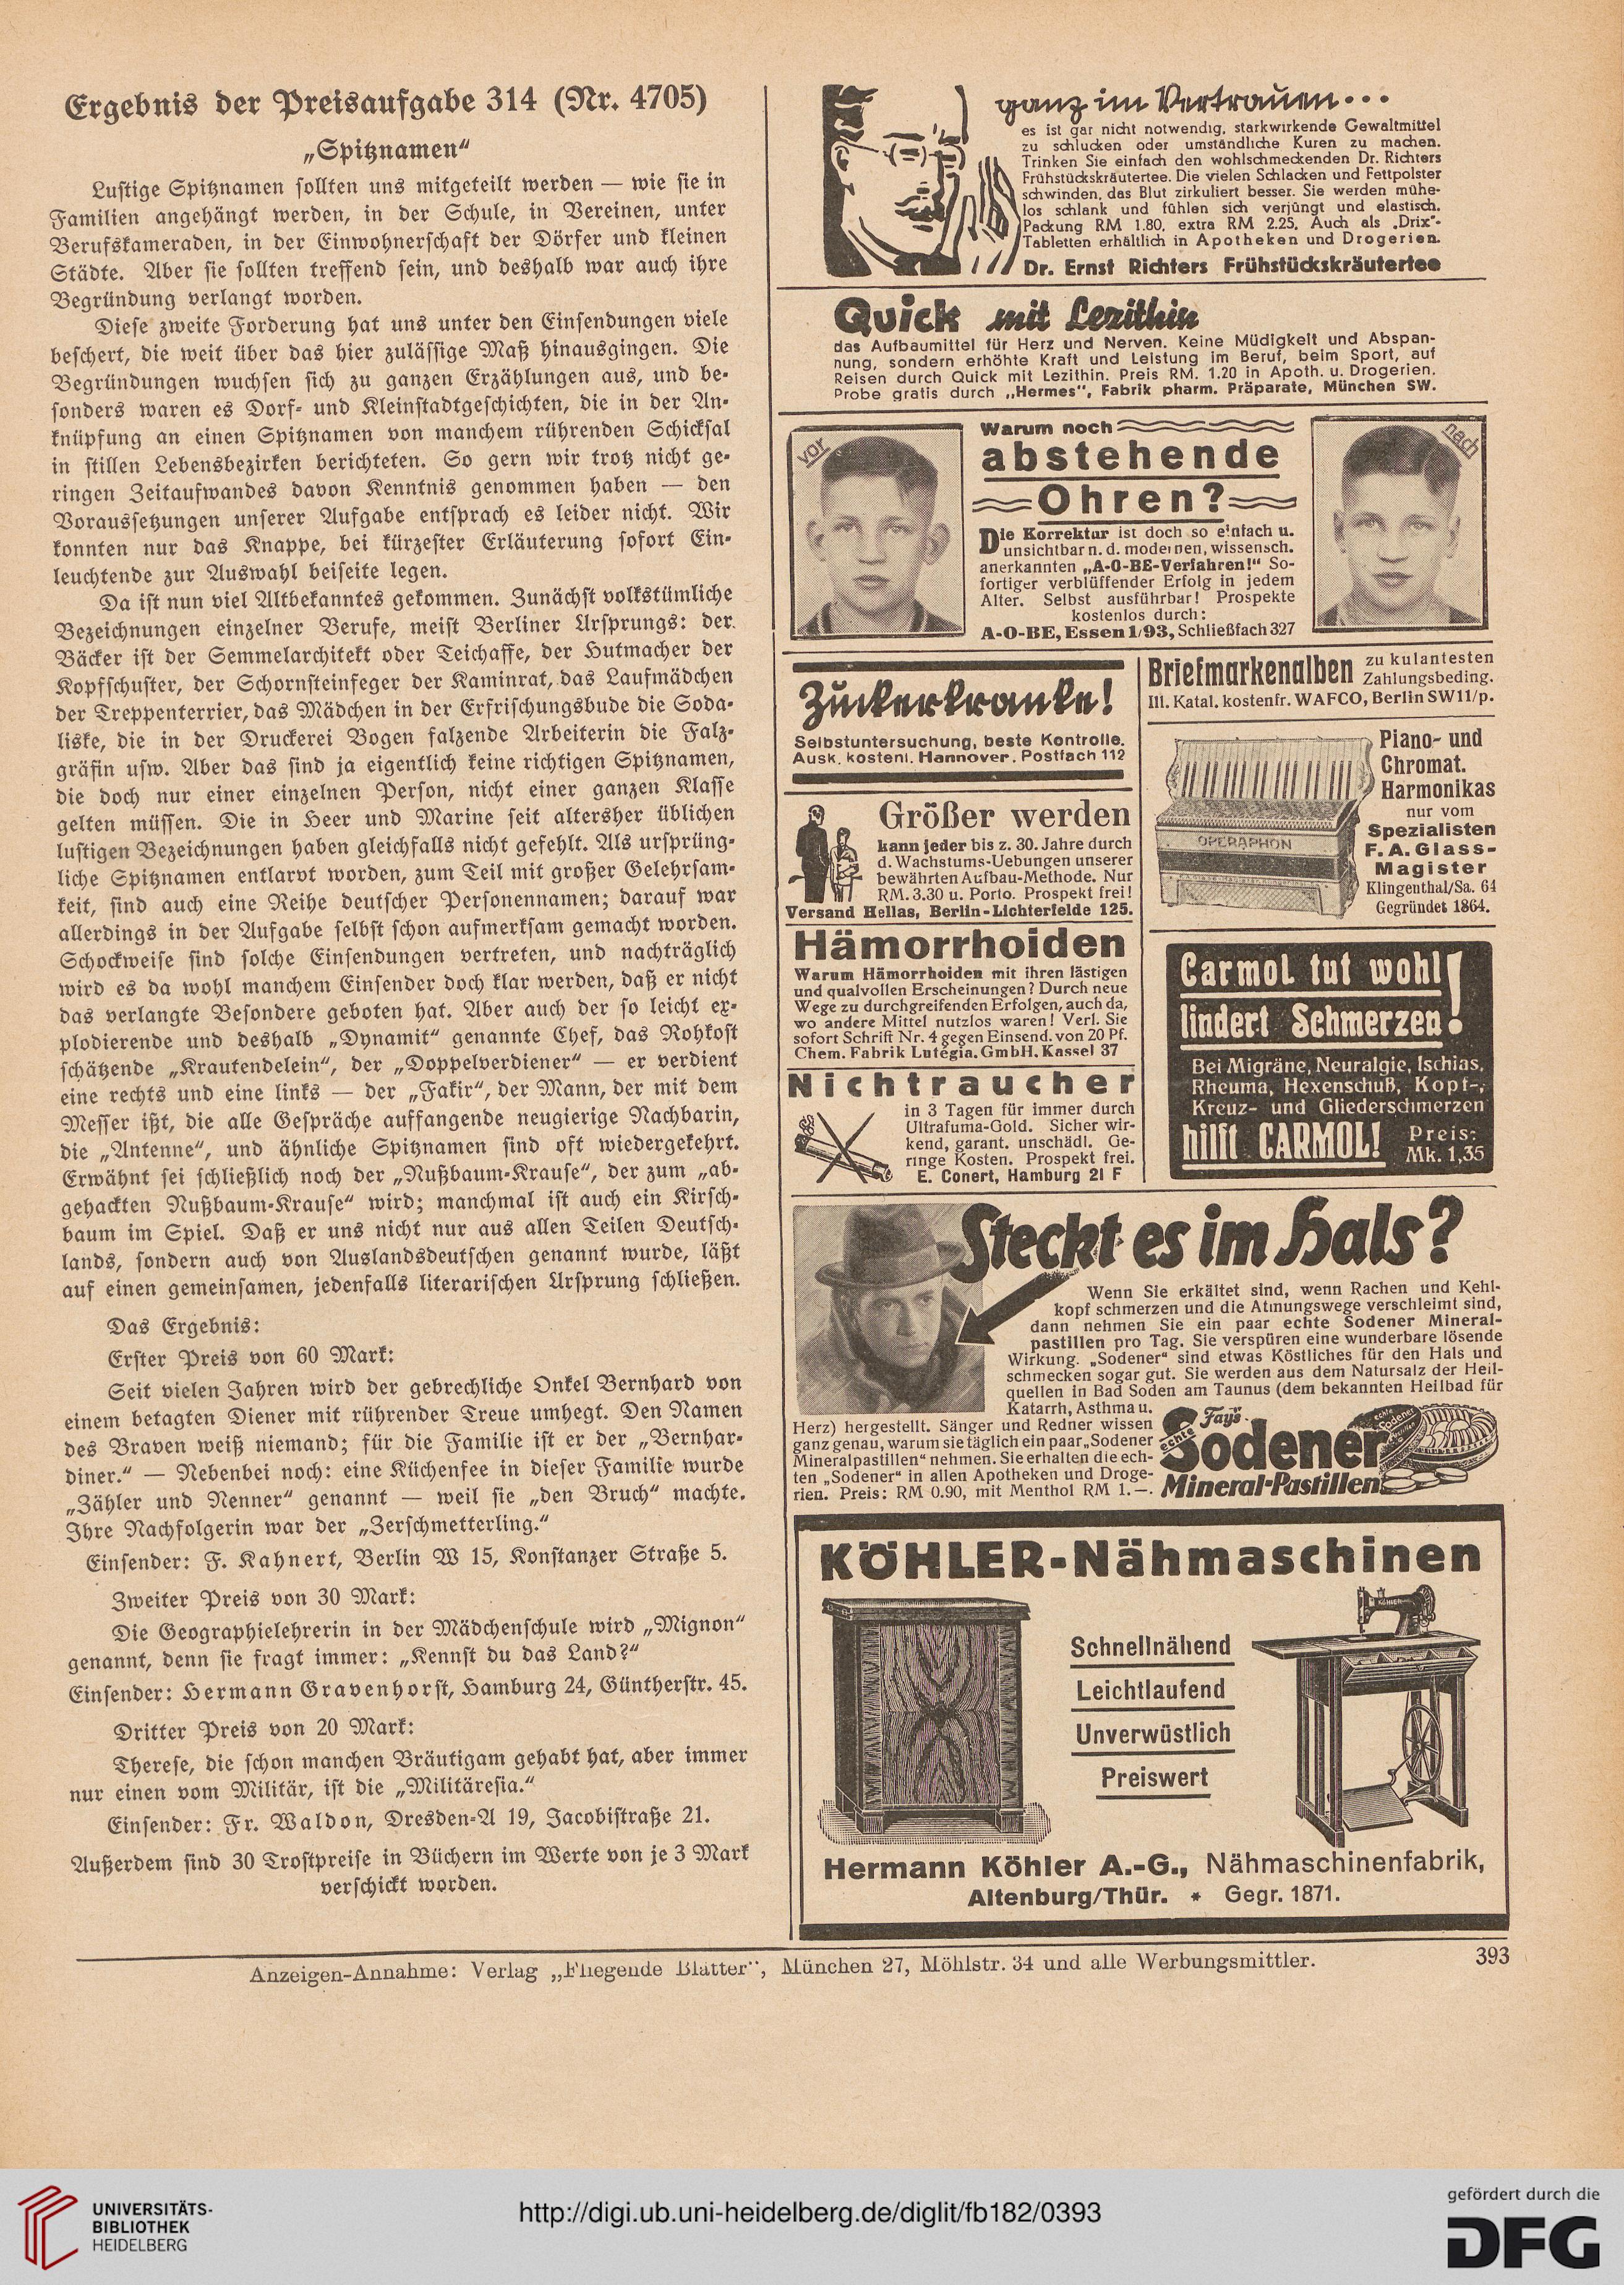 Ergebnis der Preisaufgabe 314 (Nr. 4705)
„Spitznamen“
Lustige Spitznamen sollten uns mitgeteilt werden — wie sie in
Familien angehängt werden, in der Schule, in Vereinen, unter
Berufskameraden, in der Einwohnerschaft der Dörfer und kleinen
Städte. Aber sie sollten treffend sein, und deshalb war auch ihre
Begründung verlangt worden.
Diese zweite Forderung hat uns unter den Einsendungen viele
beschert, die weit über das hier zulässige Maß hinausgingen. Die
Begründungen wuchsen sich zu ganzen Erzählungen aus, und be-
sonders waren es Dorf- und Kleinstadtgeschichten, die in der An-
knüpfung an einen Spitznamen von manchem rührenden Schicksal
in stillen Lebensbezirken berichteten. So gern wir trotz nicht ge-
ringen Zeitaufwandes davon Kenntnis genommen haben — den
Voraussetzungen unserer Aufgabe entsprach es leider nicht. Wir
konnten nur das Knappe, bei kürzester Erläuterung sofort Ein-
leuchtende zur Auswahl beiseite legen.
Da ist nun viel Altbekanntes gekommen. Zunächst volkstümliche
Bezeichnungen einzelner Berufe, meist Berliner Ursprungs: der
Bäcker ist der Semmelarchitekt oder Teichaffe, der Hutmacher der
Kopfschuster, der Schornsteinfeger der Kaminrat, das Laufmädchen
der Treppenterrier, das Mädchen in der Erfrischungsbude die Soda-
liske, die in der Druckerei Bogen falzende Arbeiterin die Falz-
gräfin usw. Aber das sind ja eigentlich keine richtigen Spitznamen,
die doch nur einer einzelnen Person, nicht einer ganzen Klasse
gelten müssen. Die in Heer und Marine seit altersher üblichen
lustigen Bezeichnungen haben gleichfalls nicht gefehlt. Als ursprüng-
liche Spitznamen entlarvt worden, zum Teil mit großer Gelehrsam-
keit, sind auch eine Reihe deutscher Personennamen; darauf war
allerdings in der Aufgabe selbst schon aufmerksam gemacht worden.
Schockweise sind solche Einsendungen vertreten, und nachträglich
wird es da wohl manchem Einsender doch klar werden, daß er nicht
das verlangte Besondere geboten hat. Aber auch der so leicht ex-
plodierende und deshalb „Dynamit“ genannte Chef, das Rohkost
schätzende „Krautendelein“, der „Doppelverdiener“ — er verdient
eine rechts und eine links — der „Fakir“, der Mann, der mit dem
Messer ißt, die alle Gespräche auffangende neugierige Nachbarin,
die „Antenne“, und ähnliche Spitznamen sind oft wiedergekehrt.
Erwähnt sei schließlich noch der „Nußbaum-Krause“, der zum „ab-
gehackten Nußbaum-Krause“ wird; manchmal ist auch ein Kirsch-
baum im Spiel. Daß er uns nicht nur aus allen Teilen Deutsch-
lands, sondern auch von Auslandsdeutschen genannt wurde, läßt
auf einen gemeinsamen, jedenfalls literarischen Ursprung schließen.
Das Ergebnis:
Erster Preis von 60 Mark:
Seit vielen Jahren wird der gebrechliche Onkel Bernhard von
einem betagten Diener mit rührender Treue umhegt. Den Namen
des Braven weiß niemand; für die Familie ist er der „Bernhar-
diner.“ — Nebenbei noch: eine Küchenfee in dieser Familie wurde
„Zähler und Nenner“ genannt — weil sie „den Bruch“ machte.
Ihre Nachfolgerin war der „Zerschmetterling.“
Einsender: F. Kahnert, Berlin W 15, Konstanzer Straße 5.
Zweiter Preis von 30 Mark:
Die Geographielehrerin in der Mädchenschule wird „Mignon“
genannt, denn sie fragt immer: „Kennst du das Land?“
Einsender: Hermann Gravenhorst, Hamburg 24, Güntherstr. 45.
Dritter Preis von 20 Mark:
Therese, die schon manchen Bräutigam gehabt hat, aber immer
nur einen vom Militär, ist die „Militäresia.“
Einsender: Fr. Waldon, Dresden-A 19, Jacobistraße 21.
Außerdem sind 30 Trostpreise in Büchern im Werte von je 3 Mark
verschickt worden.
ganz im Vertrauen...
es ist gar nicht notwendig, starkwirkende Gewaltmittel
zu schlucken oder umständliche Kuren zu machen.
Trinken Sie einfach den wohlschmeckenden Dr. Richters
Frühstückskräutertee. Die vielen Schlacken und Fettpolster
schwinden, das Blut zirkuliert besser. Sie werden mühe-
los schlank und fühlen sich verjüngt und elastisch.
Packung RM 1.80, extra RM 2.25. Auch als „Drix“-
Tabletten erhältlich in Apotheken und Drogerien.
Dr. Ernst Richters Frühstückskräutertee
Quick mit Lezithin
das Aufbaumittel für Herz und Nerven. Keine Müdigkeit und Abspan-
nung, sondern erhöhte Kraft und Leistung im Beruf, beim Sport, auf
Reisen durch Quick mit Lezithin. Preis RM. 1.20 in Apoth. u. Drogerien.
Probe gratis durch „Hermes“, Fabrik pharm. Präparate, München SW.
vor
Warum noch
abstehende
Ohren?
Die Korrektur ist doch so einfach u.
unsichtbar n. d. modernen, wissensch.
anerkannten „A-O-BE-Verfahren!“ So-
fortiger verblüffender Erfolg in jedem
Alter. Selbst ausführbar! Prospekte
kostenlos durch:
A-O-BE, Essen 1/93, Schließfach 327
nach
Zuckerkranke!
Selbstuntersuchung, beste Kontrolle.
Ausk. kostenl. Hannover. Postfach 112
Briefmarkenalben zu kulantesten
Zahlungsbeding.
Ill. Katal. kostenfr. WAFCO, Berlin SW11/p.
Größer werden
kann jeder bis z. 30. Jahre durch
d. Wachstums-Uebungen unserer
bewährten Aufbau-Methode. Nur
RM. 3.30 u. Porto. Prospekt frei!
Versand Hellas, Berlin-Lichterfelde 125.
OPERAPHON
Piano- und
Chromat.
Harmonikas
nur vom
Spezialisten
F. A. Glass-
Magister
Klingenthal/Sa. 64
Gegründet 1864.
Hämorrhoiden
Warum Hämorrhoiden mit ihren lästigen
und qualvollen Erscheinungen? Durch neue
Wege zu durchgreifenden Erfolgen, auch da,
wo andere Mittel nutzlos waren! Verl. Sie
sofort Schrift Nr. 4 gegen Einsend. von 20 Pf.
Chem. Fabrik Lutegia. GmbH. Kassel 37
Nichtraucher
in 3 Tagen für immer durch
Ultrafuma-Gold. Sicher wir-
kend, garant. unschädl. Ge-
ringe Kosten. Prospekt frei.
E. Conert, Hamburg 21 F
Carmol tut wohl
lindert Schmerzen!
Bei Migräne, Neuralgie, Ischias,
Rheuma, Hexenschuß, Kopf-,
Kreuz- und Gliederschmerzen
hilft CARMOL! Preis:
Mk. 1,35
Steckt es im Hals?
Wenn Sie erkältet sind, wenn Rachen und Kehl-
kopf schmerzen und die Atmungswege verschleimt sind,
dann nehmen Sie ein paar echte Sodener Mineral-
pastillen pro Tag. Sie verspüren eine wunderbare lösende
Wirkung. „Sodener“ sind etwas Köstliches für den Hals und
schmecken sogar gut. Sie werden aus dem Natursalz der Heil-
quellen in Bad Soden am Taunus (dem bekannten Heilbad für
Katarrh, Asthma u.
Herz) hergestellt. Sänger und Redner wissen
ganz genau, warum sie täglich ein paar „Sodener
Mineralpastillen“ nehmen. Sie erhalten die ech-
ten „Sodener“ in allen Apotheken und Droge-
rien. Preis: RM 0.90, mit Menthol RM 1.—.
Fay's
echte
Sodener
Mineral-Pastillen
KÖHLER-Nähmaschinen
KÖHLER
Schnellnähend
Leichtlaufend
Unverwüstlich
Preiswert
Hermann Köhler A.-G., Nähmaschinenfabrik,
Altenburg/Thür. * Gegr. 1871.
Anzeigen-Annahme: Verlag „Fliegende Blätter“, München 27, Möhlstr. 34 und alle Werbungsmittler.
393
UNIVERSITÄTS-
BIBLIOTHEK
HEIDELBERG
http://digi.ub.uni-heidelberg.de/diglit/fb182/0393
gefördert durch die
DFG